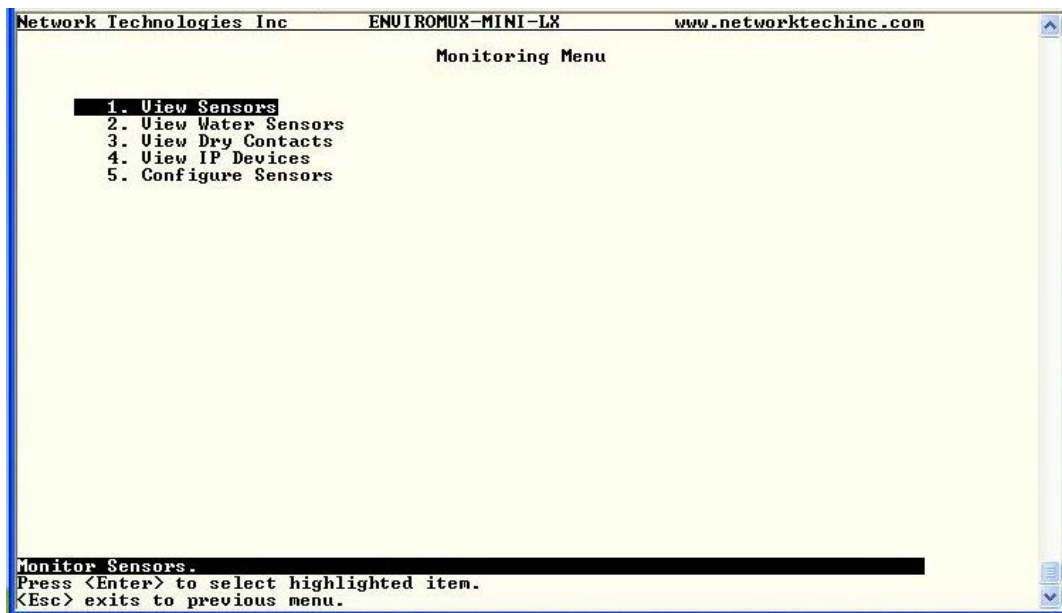 Network Technologies Inc ENVIROMUX-MINI-LX www.networktechinc.com
Monitoring Menu
1. View Sensors
2. View Water Sensors
3. View Dry Contacts
4. View IP Devices
5. Configure Sensors
Monitor Sensors.
Press <Enter> to select highlighted item.
<Esc> exits to previous menu.